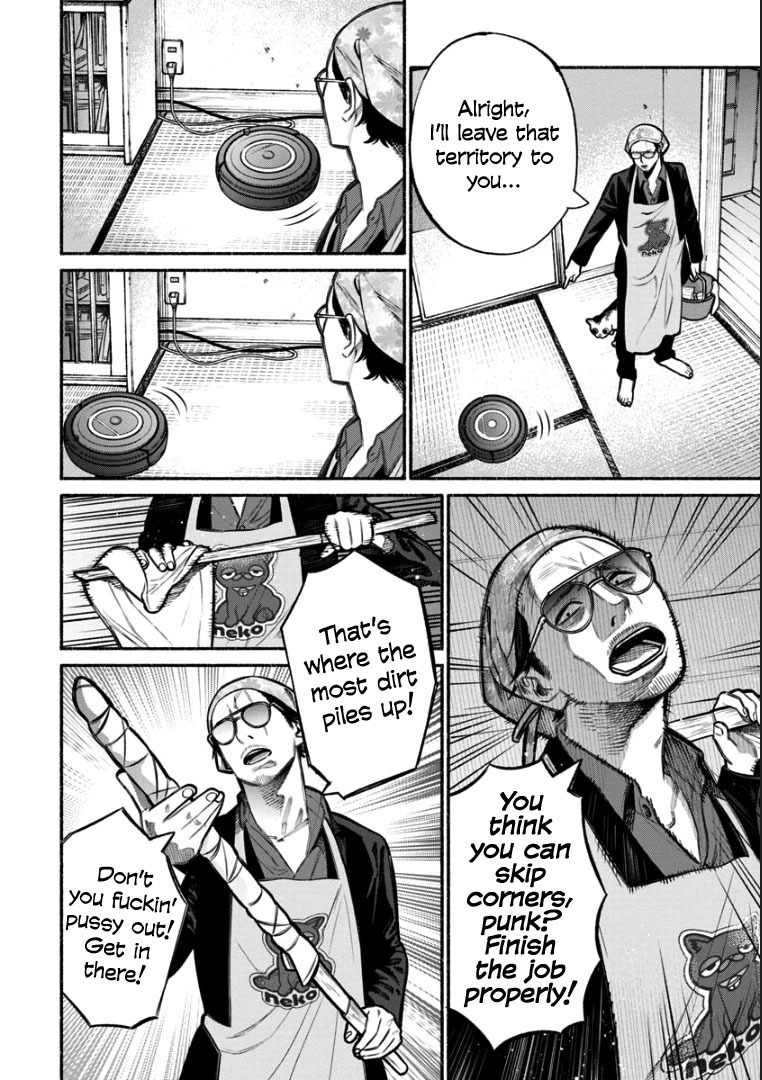 Alright,
I'll leave that
territory to
you...
neko
You
think
you can
skip
corners,
punk?
Finish
the job
properly!
neko
neko
That's
where the
most dirt
piles up!
Don't
you fuckin'
pussy out!
Get in
there!
neko